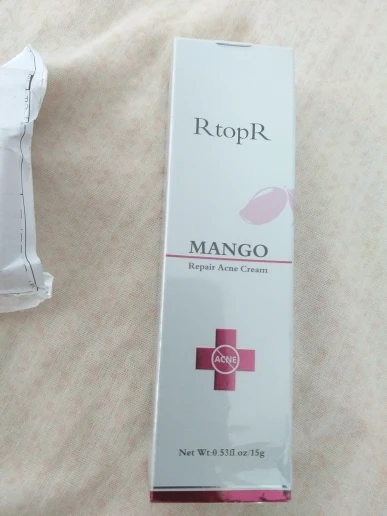 RtopR
MANGO
Repair Acne Cream
ACNE
Net Wt:0.53fl.oz/15g